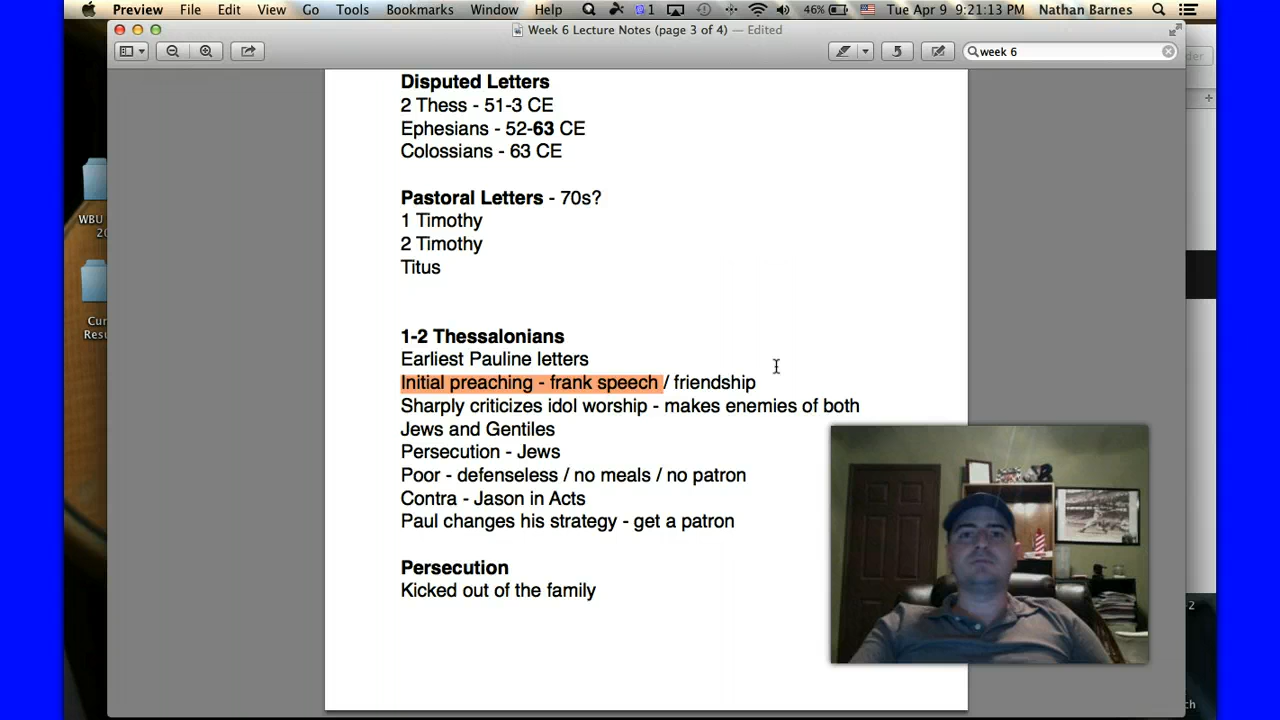 Preview File Edit View Go Tools Bookmarks Window Help 1 46% Tue Apr 9 9:21:13 PM Nathan Barnes
Week 6 Lecture Notes (page 3 of 4) — Edited
week 6
Disputed Letters
2 Thess - 51-3 CE
Ephesians - 52-63 CE
Colossians - 63 CE
Pastoral Letters - 70s?
1 Timothy
2 Timothy
Titus
1-2 Thessalonians
Earliest Pauline letters
Initial preaching - frank speech / friendship
Sharply criticizes idol worship - makes enemies of both
Jews and Gentiles
Persecution - Jews
Poor - defenseless / no meals / no patron
Contra - Jason in Acts
Paul changes his strategy - get a patron
Persecution
Kicked out of the family
WBU
Cur
Resu